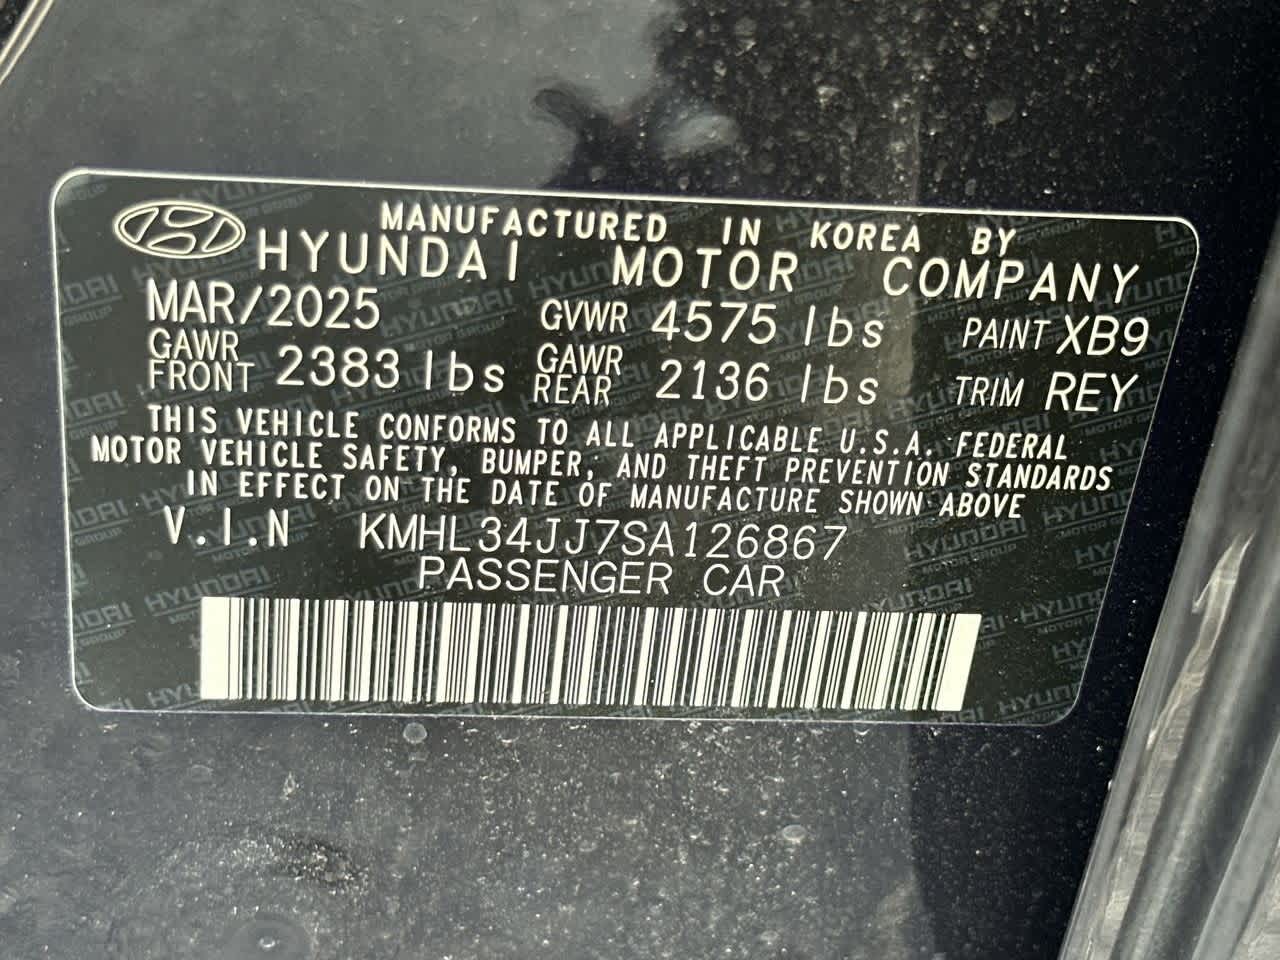 MANUFACTURED IN KOREA BY
HYUNDAI MOTOR COMPANY
MAR/2025 GVWR 4575 lbs PAINT XB9
GAWR FRONT 2383 lbs GAWR REAR 2136 lbs TRIM REY
THIS VEHICLE CONFORMS TO ALL APPLICABLE U.S.A. FEDERAL
MOTOR VEHICLE SAFETY, BUMPER, AND THEFT PREVENTION STANDARDS
IN EFFECT ON THE DATE OF MANUFACTURE SHOWN ABOVE
V.I.N KMHL34JJ7SA126867
PASSENGER CAR